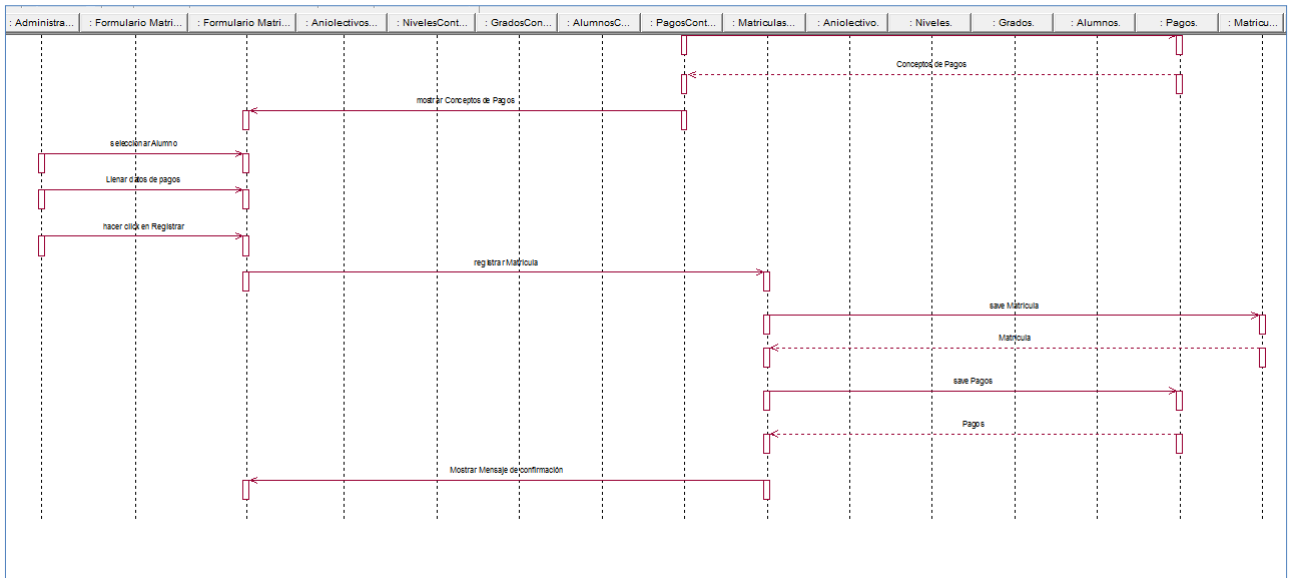 : Administra...
: Formulario Matri...
: Formulario Matri...
: Aniolectivos...
: NivelesCont...
: GradosCon...
: AlumnosC...
: PagosCont...
: Matriculas...
: Aniolectivo.
: Niveles.
: Grados.
: Alumnos.
: Pagos.
: Matricu...
Conceptos de Pagos
mostrar Conceptos de Pagos
seleccionar Alumno
Llenar datos de pagos
hacer click en Registrar
registrar Matricula
save Matricula
Matricula
save Pagos
Pagos
Mostrar Mensaje de confirmación